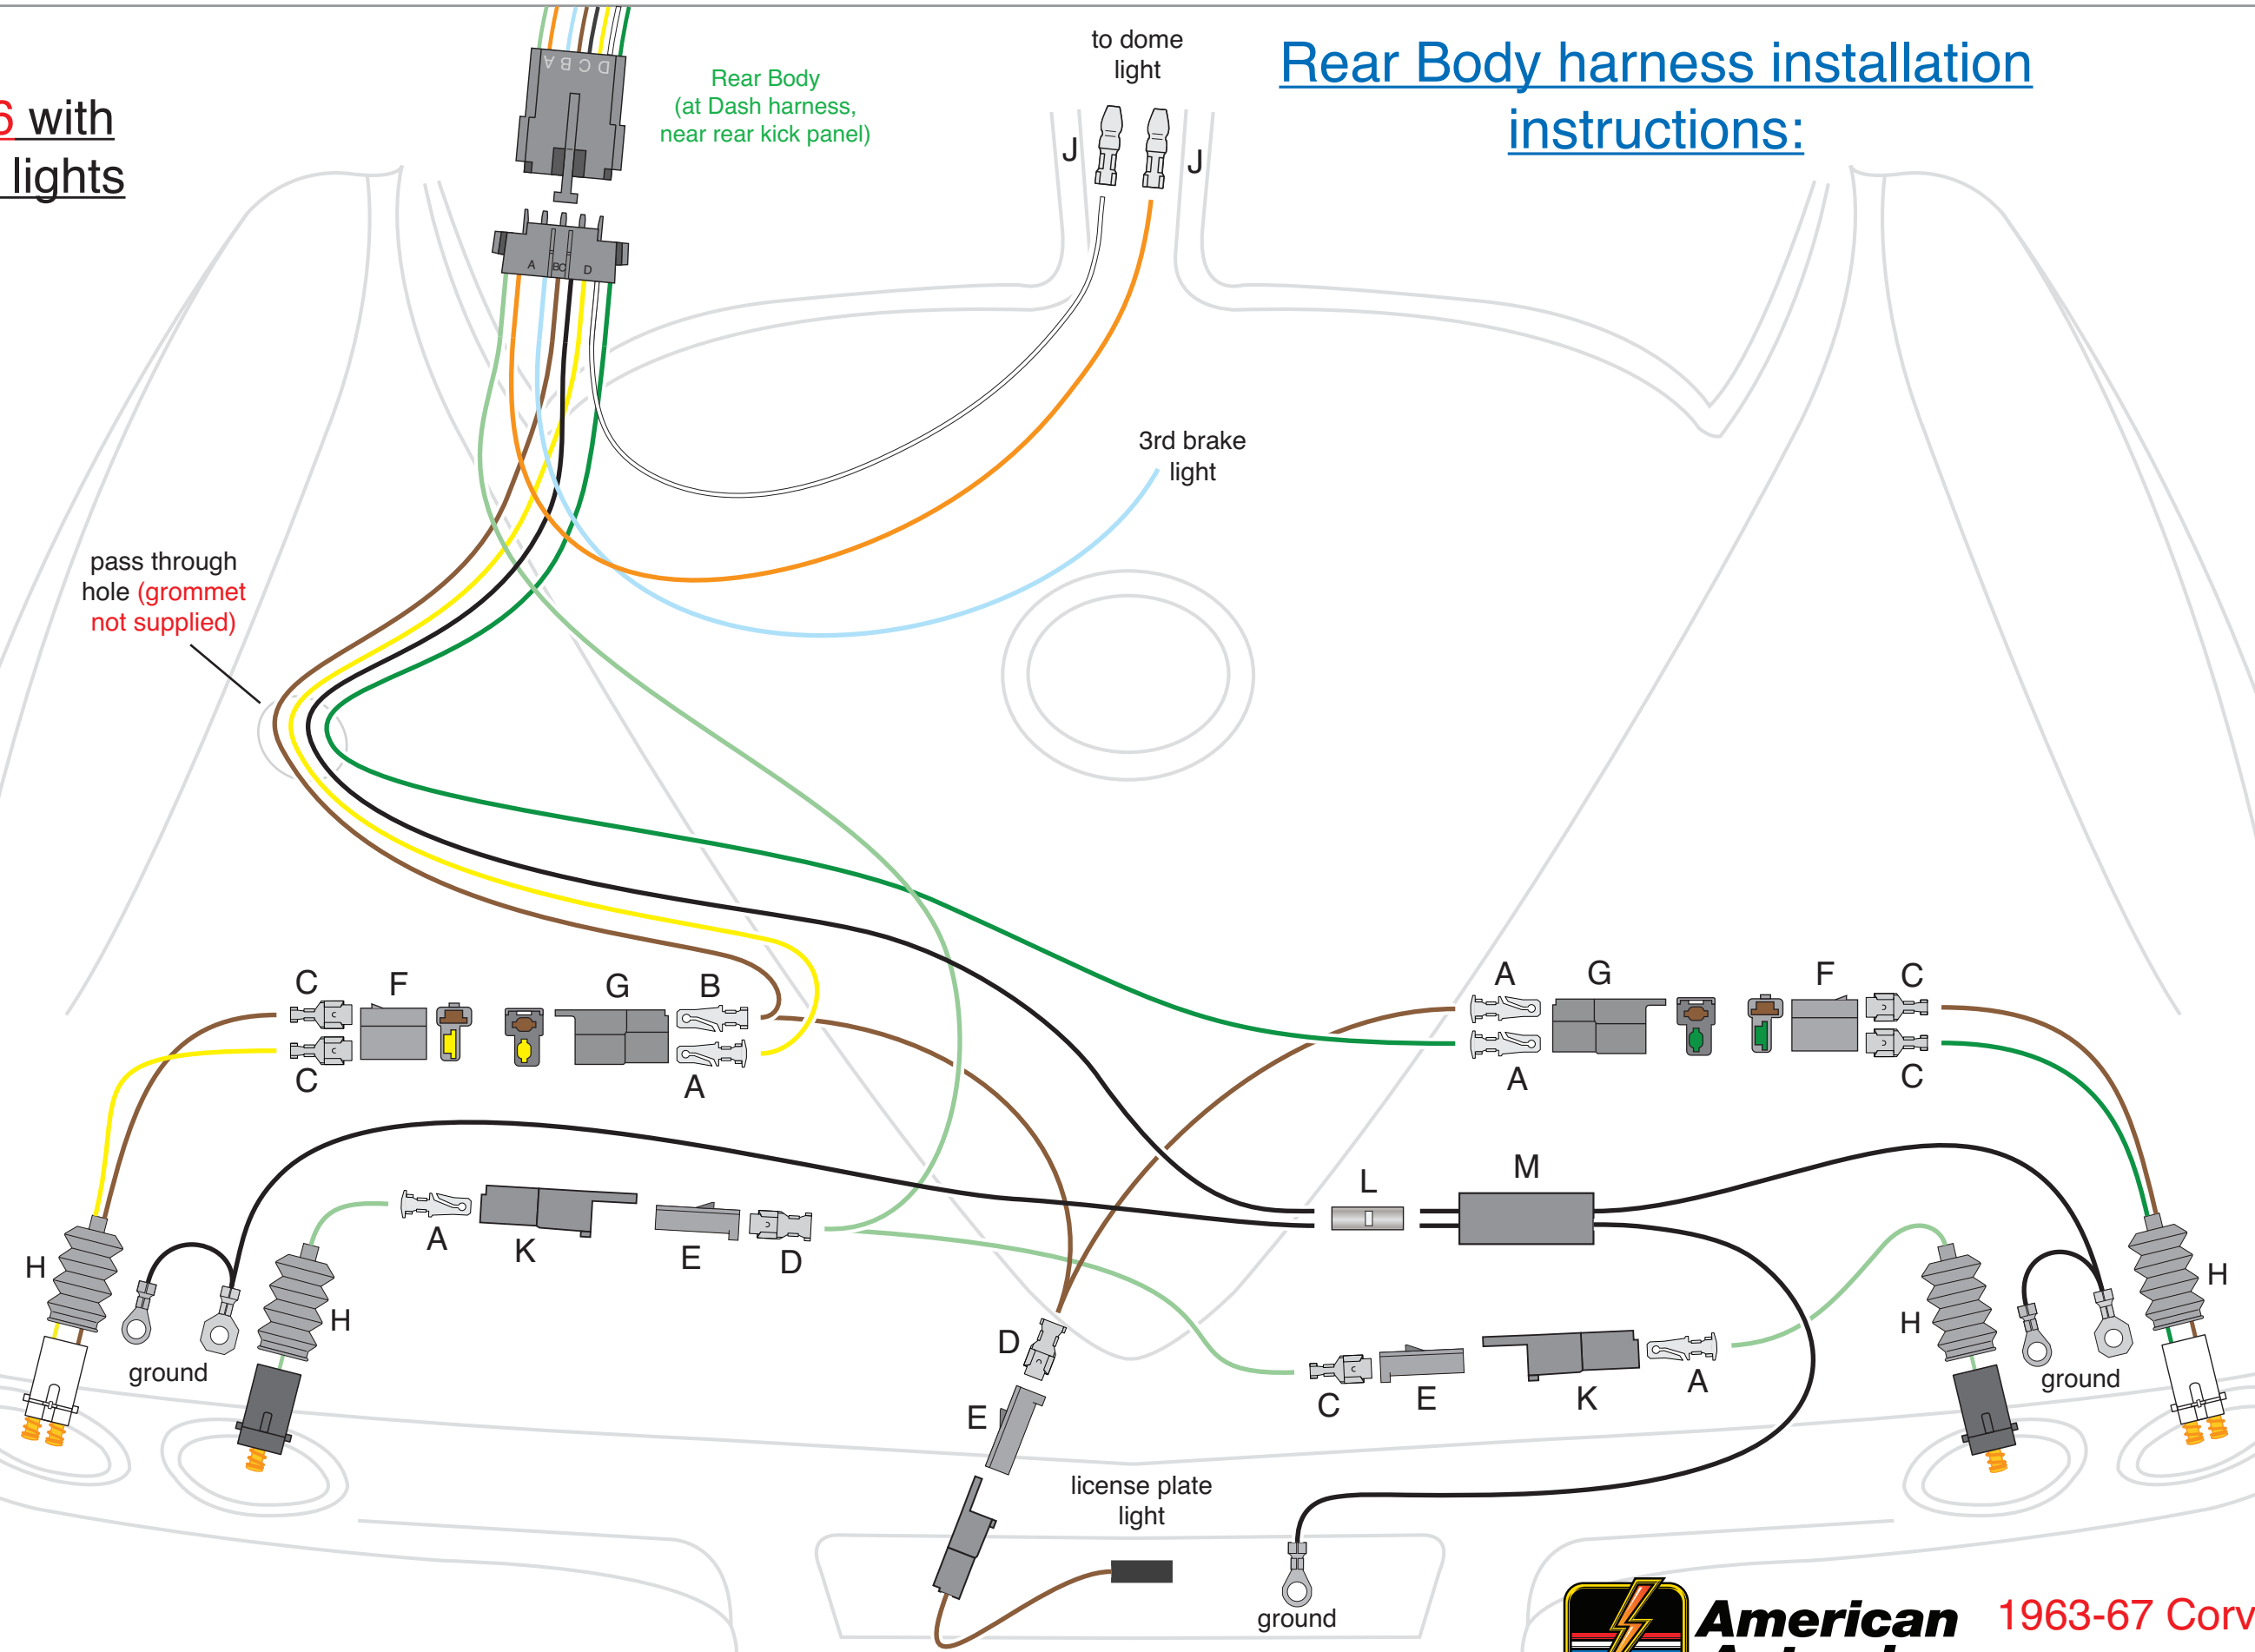 6 with
lights
Rear Body
(at Dash harness,
near rear kick panel)
to dome
light
Rear Body harness installation
instructions:
D C B A
A BC D
J
J
3rd brake
light
pass through
hole (grommet
not supplied)
C F G B
C A
A G F C
A C
L M
A K E D
H H
ground
D
E
C E K A
H H
ground
license plate
light
ground
American
1963-67 Corv